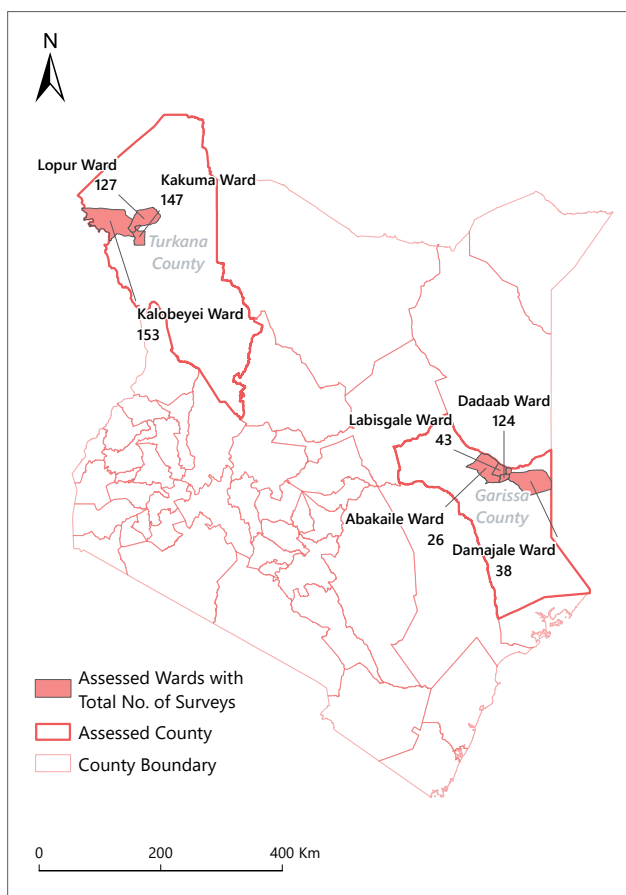 N
Lopur Ward
127
Kakuma Ward
147
Turkana
County
Kalobeyei Ward
153
Dadaab Ward
124
Labisgale Ward
43
Garissa
County
Abakaile Ward
26
Damajale Ward
38
Assessed Wards with
Total No. of Surveys
Assessed County
County Boundary
0 200 400 Km